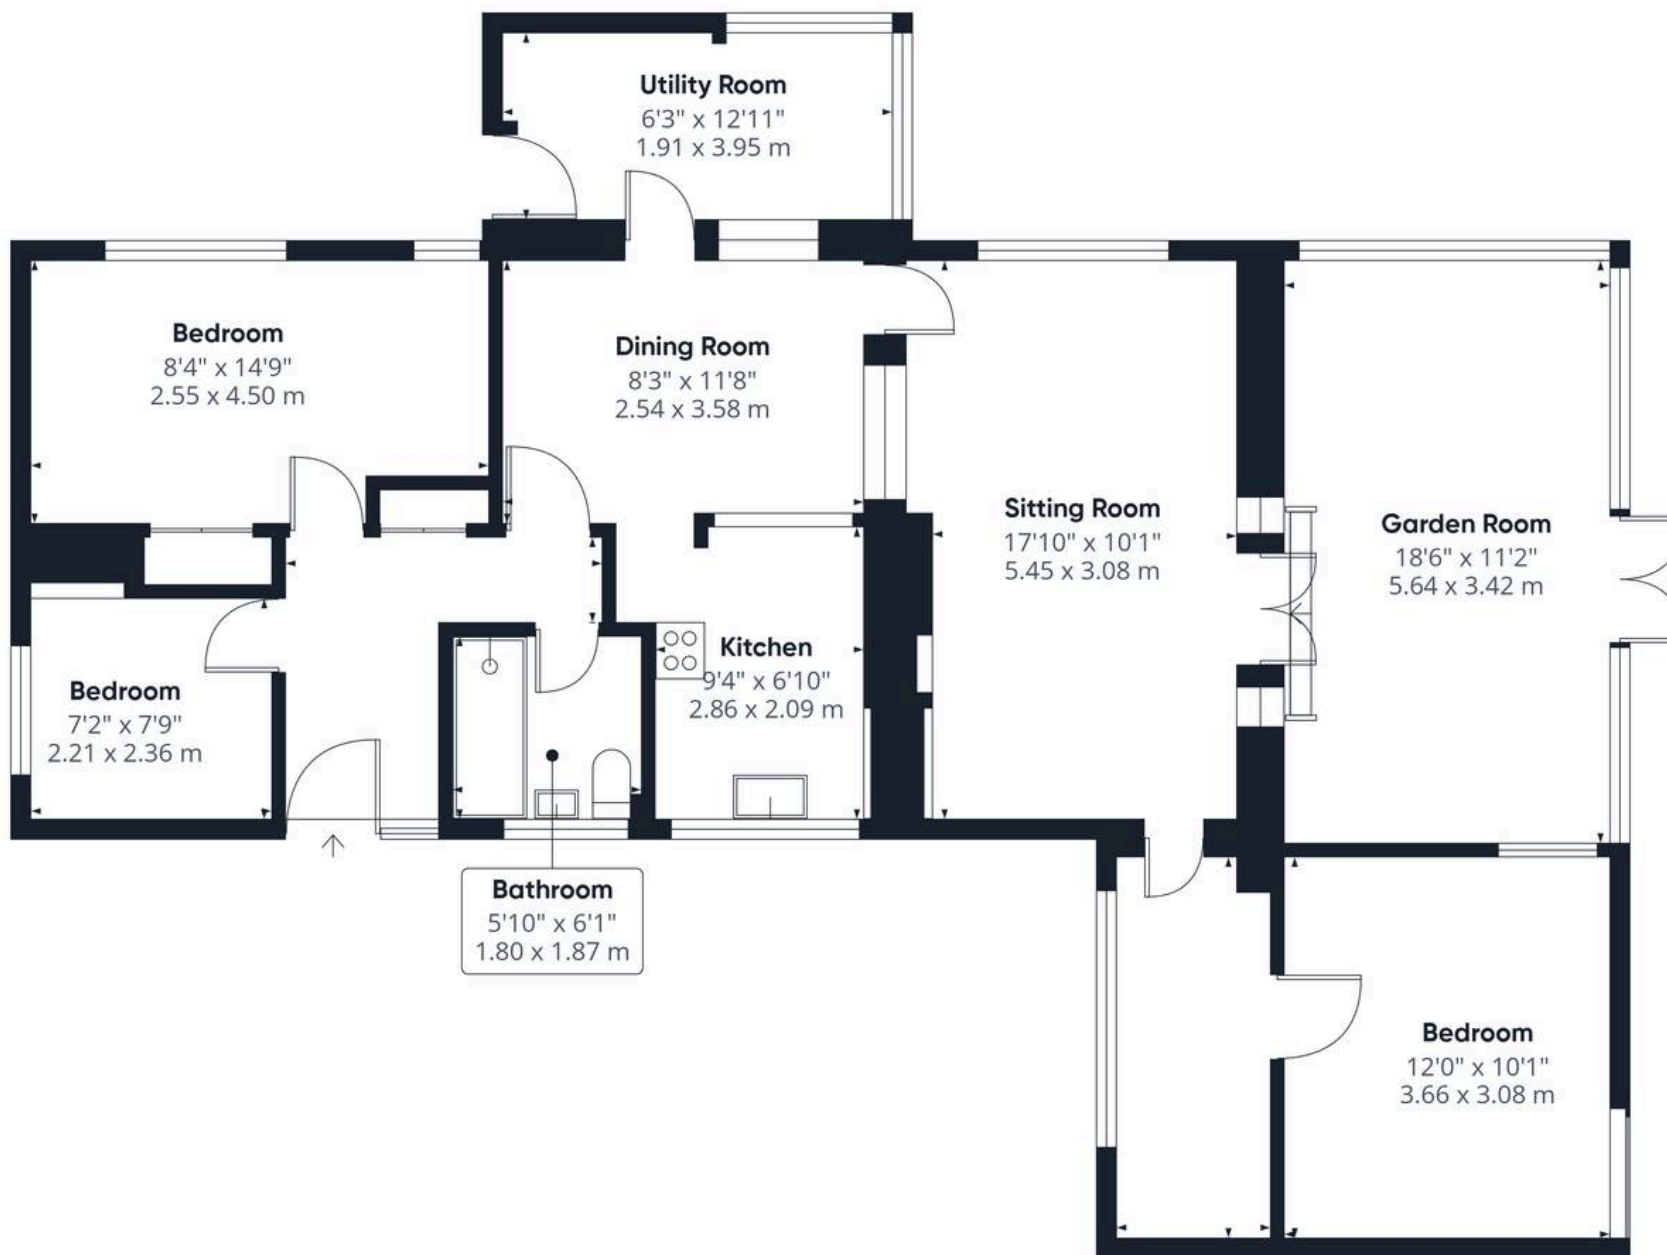 Utility Room
6'3" x 12'11"
1.91 x 3.95 m
Bedroom
8'4" x 14'9"
2.55 x 4.50 m
Dining Room
8'3" x 11'8"
2.54 x 3.58 m
Sitting Room
17'10" x 10'1"
5.45 x 3.08 m
Garden Room
18'6" x 11'2"
5.64 x 3.42 m
Bedroom
7'2" x 7'9"
2.21 x 2.36 m
Kitchen
9'4" x 6'10"
2.86 x 2.09 m
Bathroom
5'10" x 6'1"
1.80 x 1.87 m
Bedroom
12'0" x 10'1"
3.66 x 3.08 m